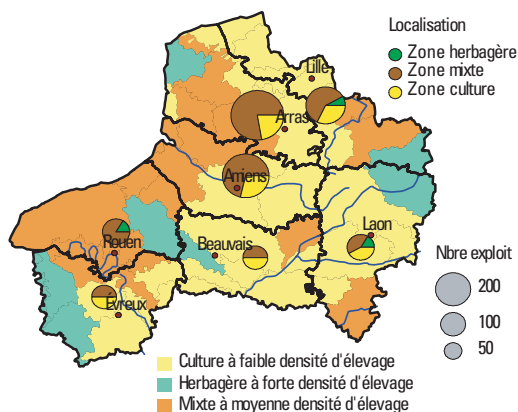 Localisation
Zone herbagère
Zone mixte
Zone culture
Lille
Arras
Amiens
Rouen
Beauvais
Laon
Évreux
Nbre exploit
200
100
50
Culture à faible densité d'élevage
Herbagère à forte densité d'élevage
Mixte à moyenne densité d'élevage